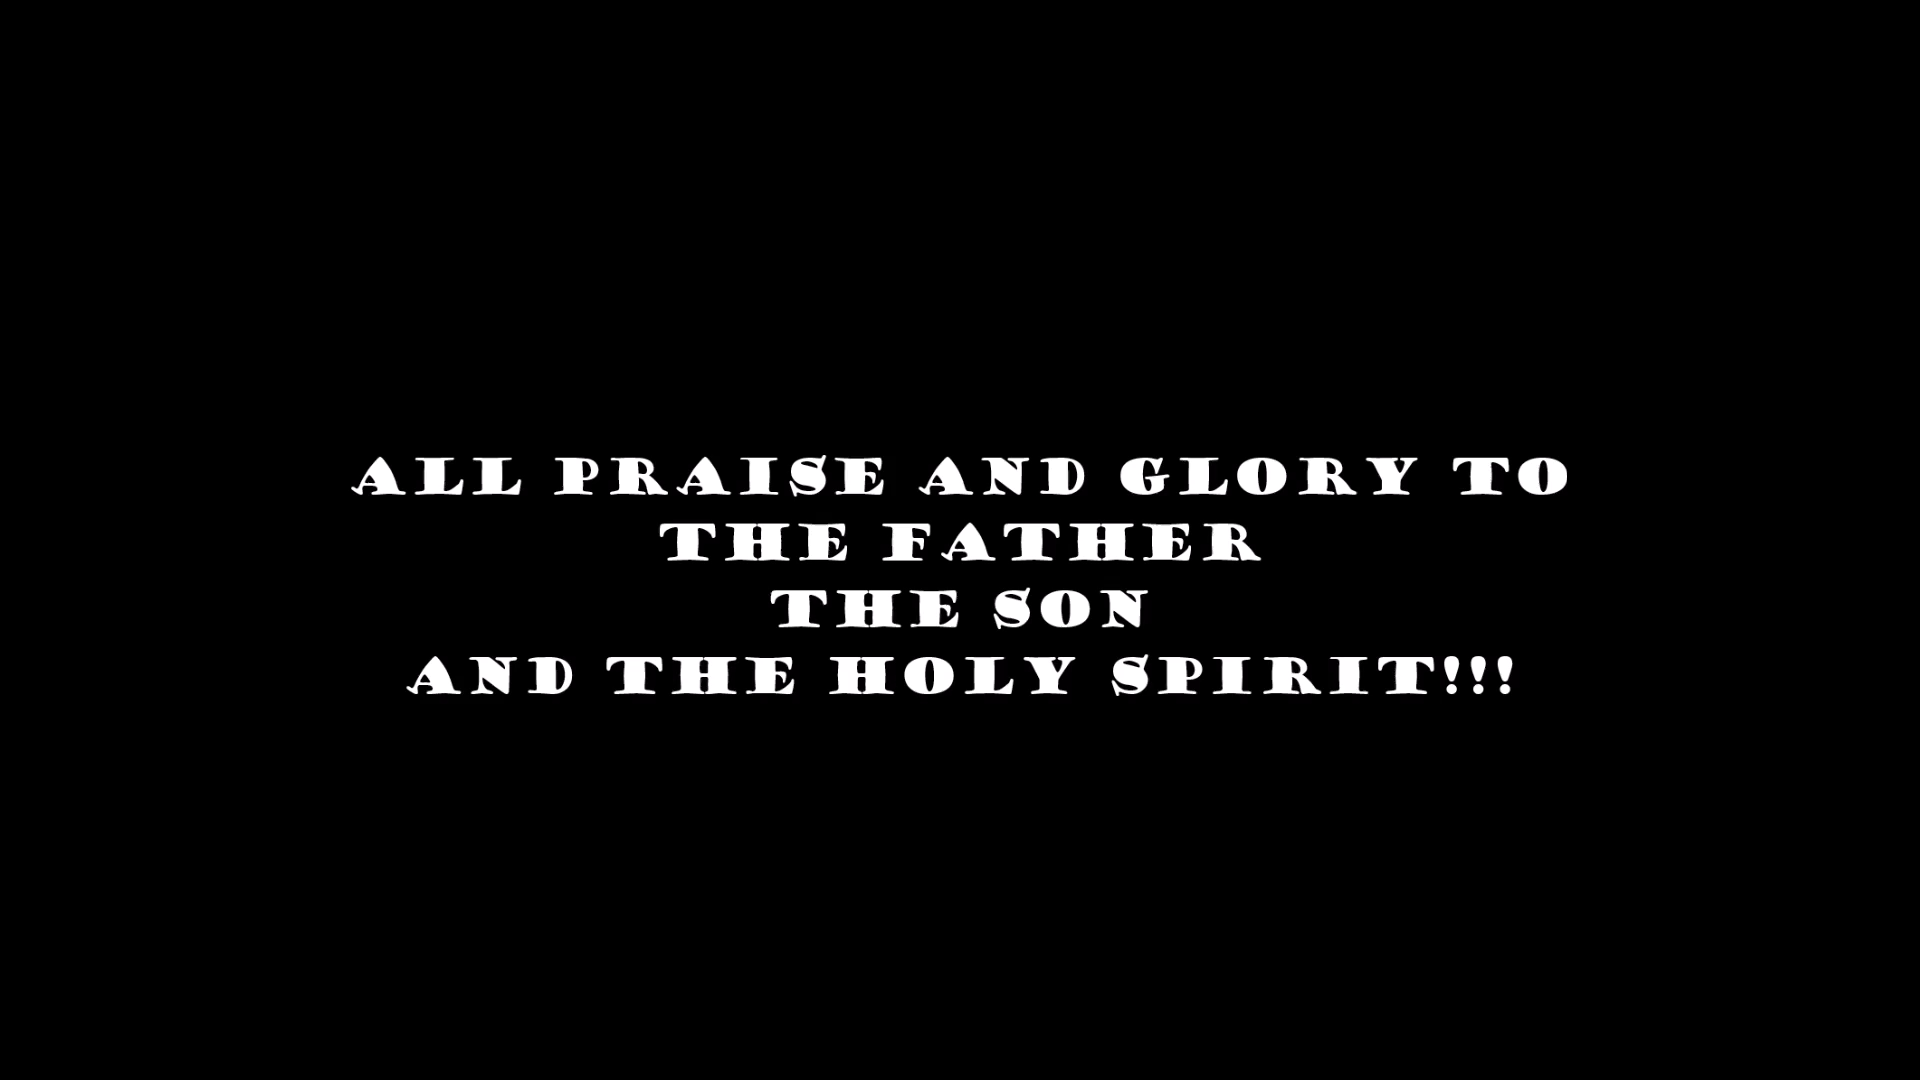 ALL PRAISE AND GLORY TO
THE FATHER
THE SON
AND THE HOLY SPIRIT!!!